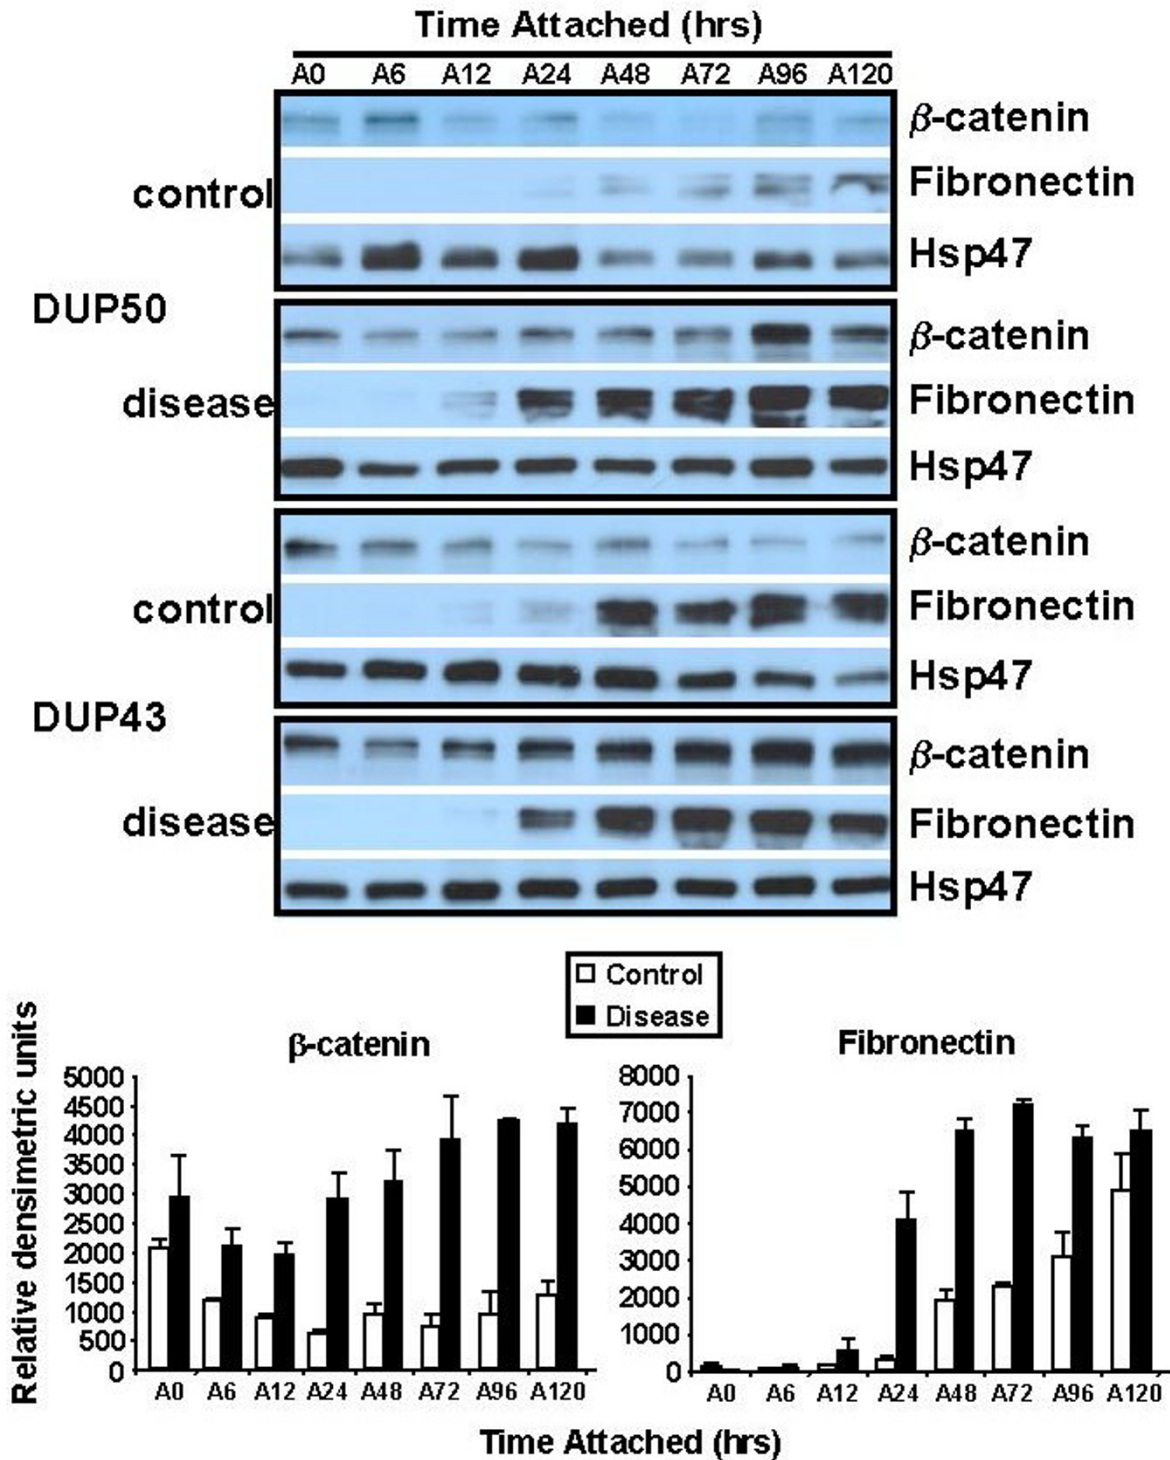 Time Attached (hrs)
A0 A6 A12 A24 A48 A72 A96 A120
β-catenin
control Fibronectin
Hsp47
DUP50
β-catenin
disease Fibronectin
Hsp47
β-catenin
control Fibronectin
Hsp47
DUP43
β-catenin
disease Fibronectin
Hsp47
Control
Disease
β-catenin Fibronectin
Relative densimetric units
5000
4500
4000
3500
3000
2500
2000
1500
1000
500
0
A0 A6 A12 A24 A48 A72 A96 A120
8000
7000
6000
5000
4000
3000
2000
1000
0
A0 A6 A12 A24 A48 A72 A96 A120
Time Attached (hrs)